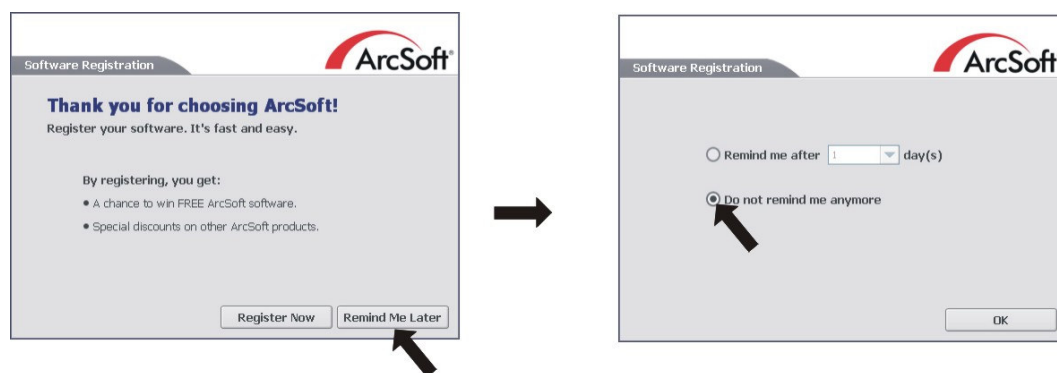 ArcSoft®
Software Registration
Thank you for choosing ArcSoft!
Register your software. It's fast and easy.
By registering, you get:
• A chance to win FREE ArcSoft software.
• Special discounts on other ArcSoft products.
Register Now
Remind Me Later
ArcSoft
Software Registration
Remind me after 1 day(s)
Do not remind me anymore
OK